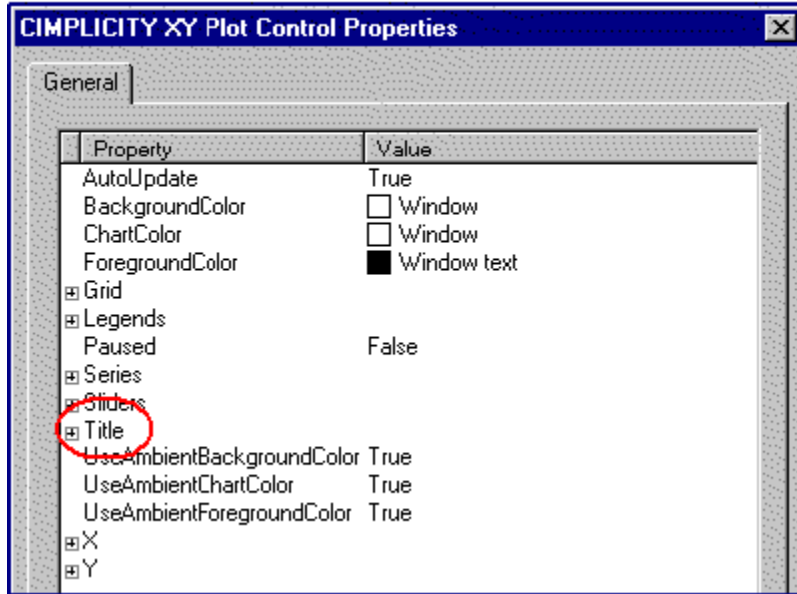 CIMPLICITY XY Plot Control Properties
General
Property Value
AutoUpdate True
BackgroundColor Window
ChartColor Window
ForegroundColor Window text
Grid
Legends
Paused False
Series
Sliders
Title
UseAmbientBackgroundColor True
UseAmbientChartColor True
UseAmbientForegroundColor True
X
Y